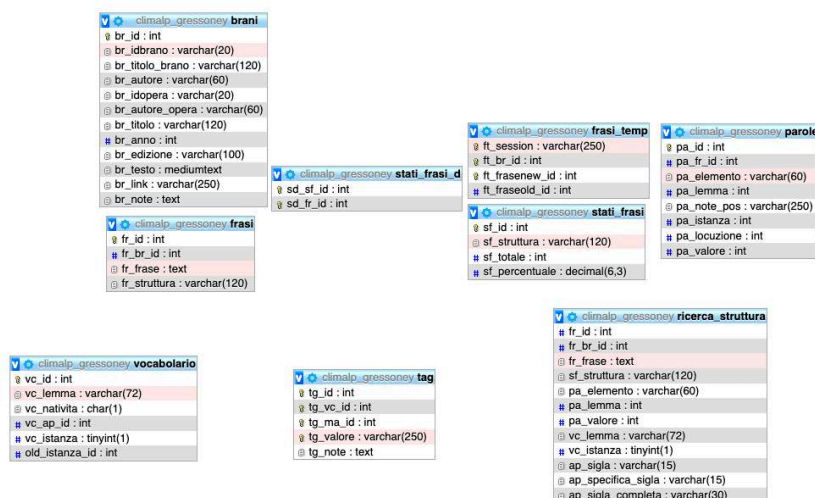 climalp_gressoney brani
br_id : int
br_idbrano : varchar(20)
br_titolo_brano : varchar(120)
br_autore : varchar(60)
br_idopera : varchar(20)
br_autore_opera : varchar(60)
br_titolo : varchar(120)
br_anno : int
br_edizione : varchar(100)
br_testo : mediumtext
br_link : varchar(250)
br_note : text
climalp_gressoney stati_frasi_d
sd_sf_id : int
sd_fr_id : int
climalp_gressoney frasi_temp
ft_session : varchar(250)
ft_br_id : int
ft_frasenew_id : int
ft_fraseold_id : int
climalp_gressoney parole
pa_id : int
pa_fr_id : int
pa_elemento : varchar(60)
pa_lemma : int
pa_note_pos : varchar(250)
pa_istanza : int
pa_locuzione : int
pa_valore : int
climalp_gressoney frasi
fr_id : int
fr_br_id : int
fr_frase : text
fr_struttura : varchar(120)
climalp_gressoney stati_frasi
sf_id : int
sf_struttura : varchar(120)
sf_totale : int
sf_percentuale : decimal(6,3)
climalp_gressoney vocabolario
vc_id : int
vc_lemma : varchar(72)
vc_nativita : char(1)
vc_ap_id : int
vc_istanza : tinyint(1)
old_istanza_id : int
climalp_gressoney tag
tg_id : int
tg_vc_id : int
tg_ma_id : int
tg_valore : varchar(250)
tg_note : text
climalp_gressoney ricerca_struttura
fr_id : int
fr_br_id : int
fr_frase : text
sf_struttura : varchar(120)
pa_elemento : varchar(60)
pa_lemma : int
pa_valore : int
vc_lemma : varchar(72)
vc_istanza : tinyint(1)
ap_sigla : varchar(15)
ap_specifica_sigla : varchar(15)
ap_sigla_completa : varchar(30)